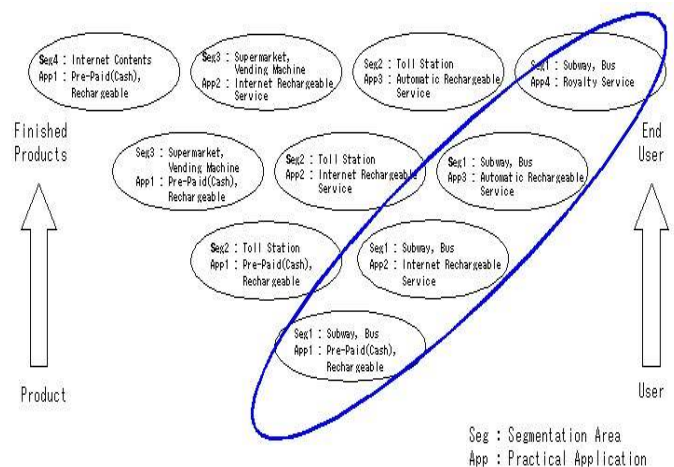 Seg4 : Internet Contents
App1 : Pre-Paid(Cash),
Rechargeable
Seg3 : Supermarket,
Vending Machine
App2 : Internet Rechargeable
Service
Seg2 : Toll Station
App3 : Automatic Rechargeable
Service
Seg1 : Subway, Bus
App4 : Royalty Service
Finished
Products
End
User
Seg3 : Supermarket,
Vending Machine
App1 : Pre-Paid(Cash),
Rechargeable
Seg2 : Toll Station
App2 : Internet Rechargeable
Service
Seg1 : Subway, Bus
App3 : Automatic Rechargeable
Service
Seg2 : Toll Station
App1 : Pre-Paid(Cash),
Rechargeable
Seg1 : Subway, Bus
App2 : Internet Rechargeable
Service
Seg1 : Subway, Bus
App1 : Pre-Paid(Cash),
Rechargeable
Product
User
Seg : Segmentation Area
App : Practical Application